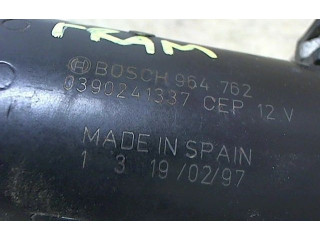 BOSCH 964 762
0390241337 CEP 12 V
MADE IN SPAIN
1 3 19/02/97